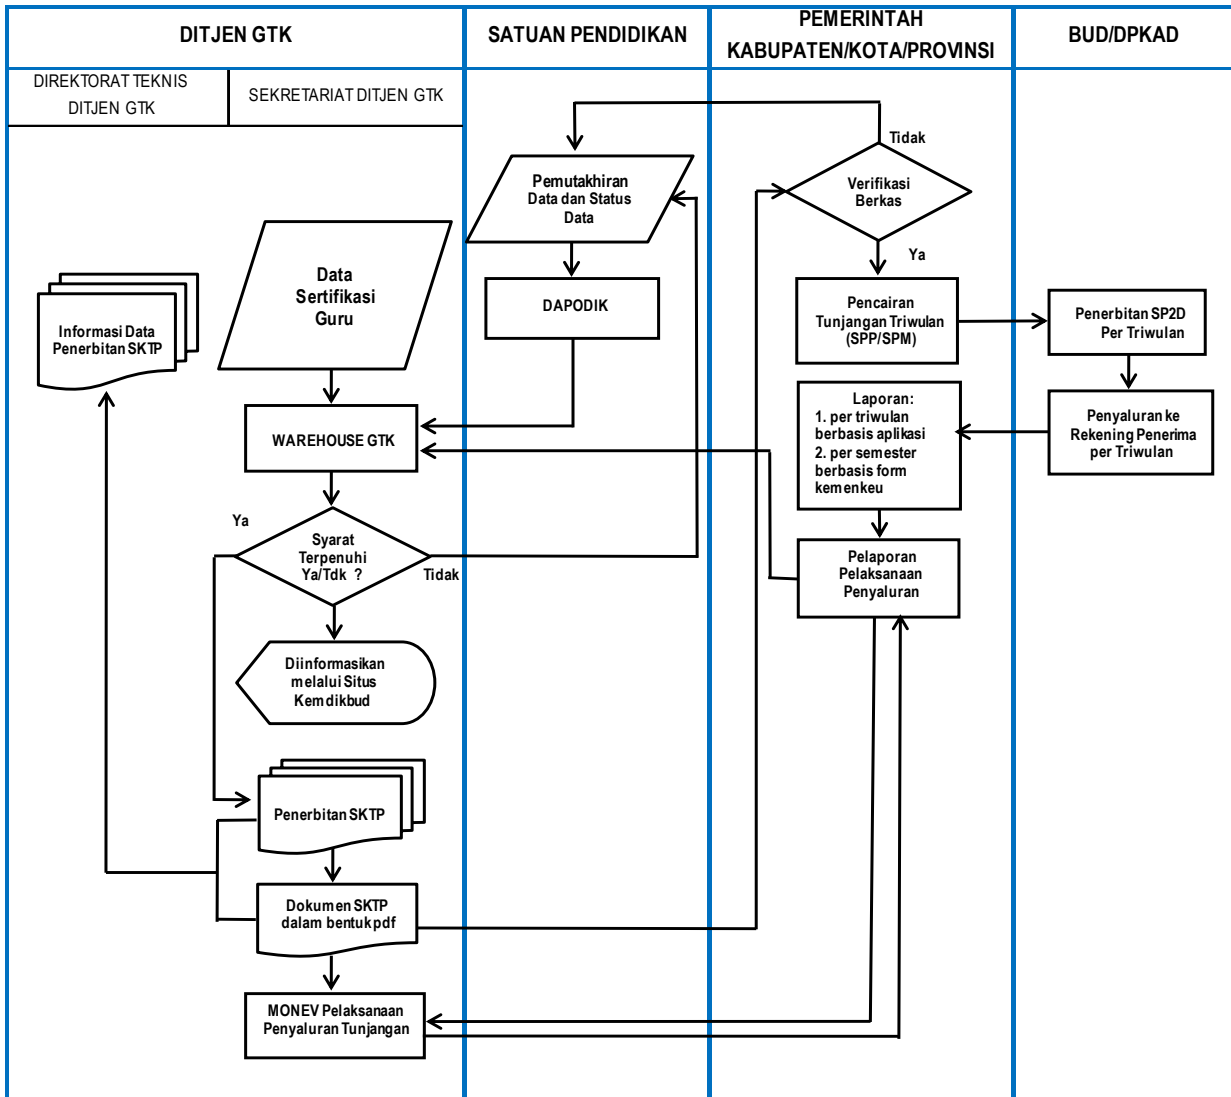 DITJEN GTK
SATUAN PENDIDIKAN
PEMERINTAH
KABUPATEN/KOTA/PROVINSI
BUD/DPKAD
DIREKTORAT TEKNIS
DITJEN GTK
SEKRETARIAT DITJEN GTK
Tidak
Pemutakhiran
Data dan Status
Data
Verifikasi
Berkas
Ya
Data
Sertifikasi
Guru
Informasi Data
Penerbitan SKTP
DAPODIK
Pencairan
Tunjangan Triwulan
(SPP/SPM)
Penerbitan SP2D
Per Triwulan
WAREHOUSE GTK
Laporan:
1. per triwulan
berbasis aplikasi
2. per semester
berbasis form
kemenkeu
Penyaluran ke
Rekening Penerima
per Triwulan
Ya
Syarat
Terpenuhi
Ya/Tdk ?
Tidak
Pelaporan
Pelaksanaan
Penyaluran
Diinformasikan
melalui Situs
Kemdikbud
Penerbitan SKTP
Dokumen SKTP
dalam bentuk pdf
MONEV Pelaksanaan
Penyaluran Tunjangan